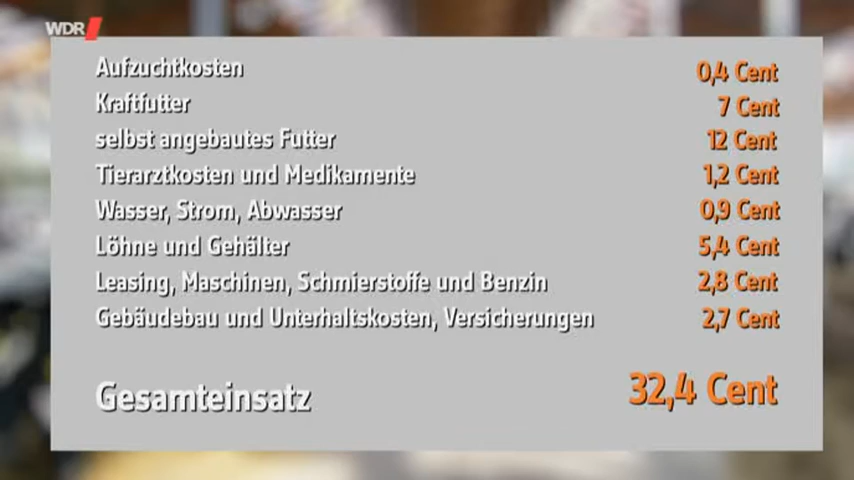 WDR
Aufzuchtkosten 0,4 Cent
Kraftfutter 7 Cent
selbst angebautes Futter 12 Cent
Tierarztkosten und Medikamente 1,2 Cent
Wasser, Strom, Abwasser 0,9 Cent
Löhne und Gehälter 5,4 Cent
Leasing, Maschinen, Schmierstoffe und Benzin 2,8 Cent
Gebäudebau und Unterhaltskosten, Versicherungen 2,7 Cent
Gesamteinsatz 32,4 Cent